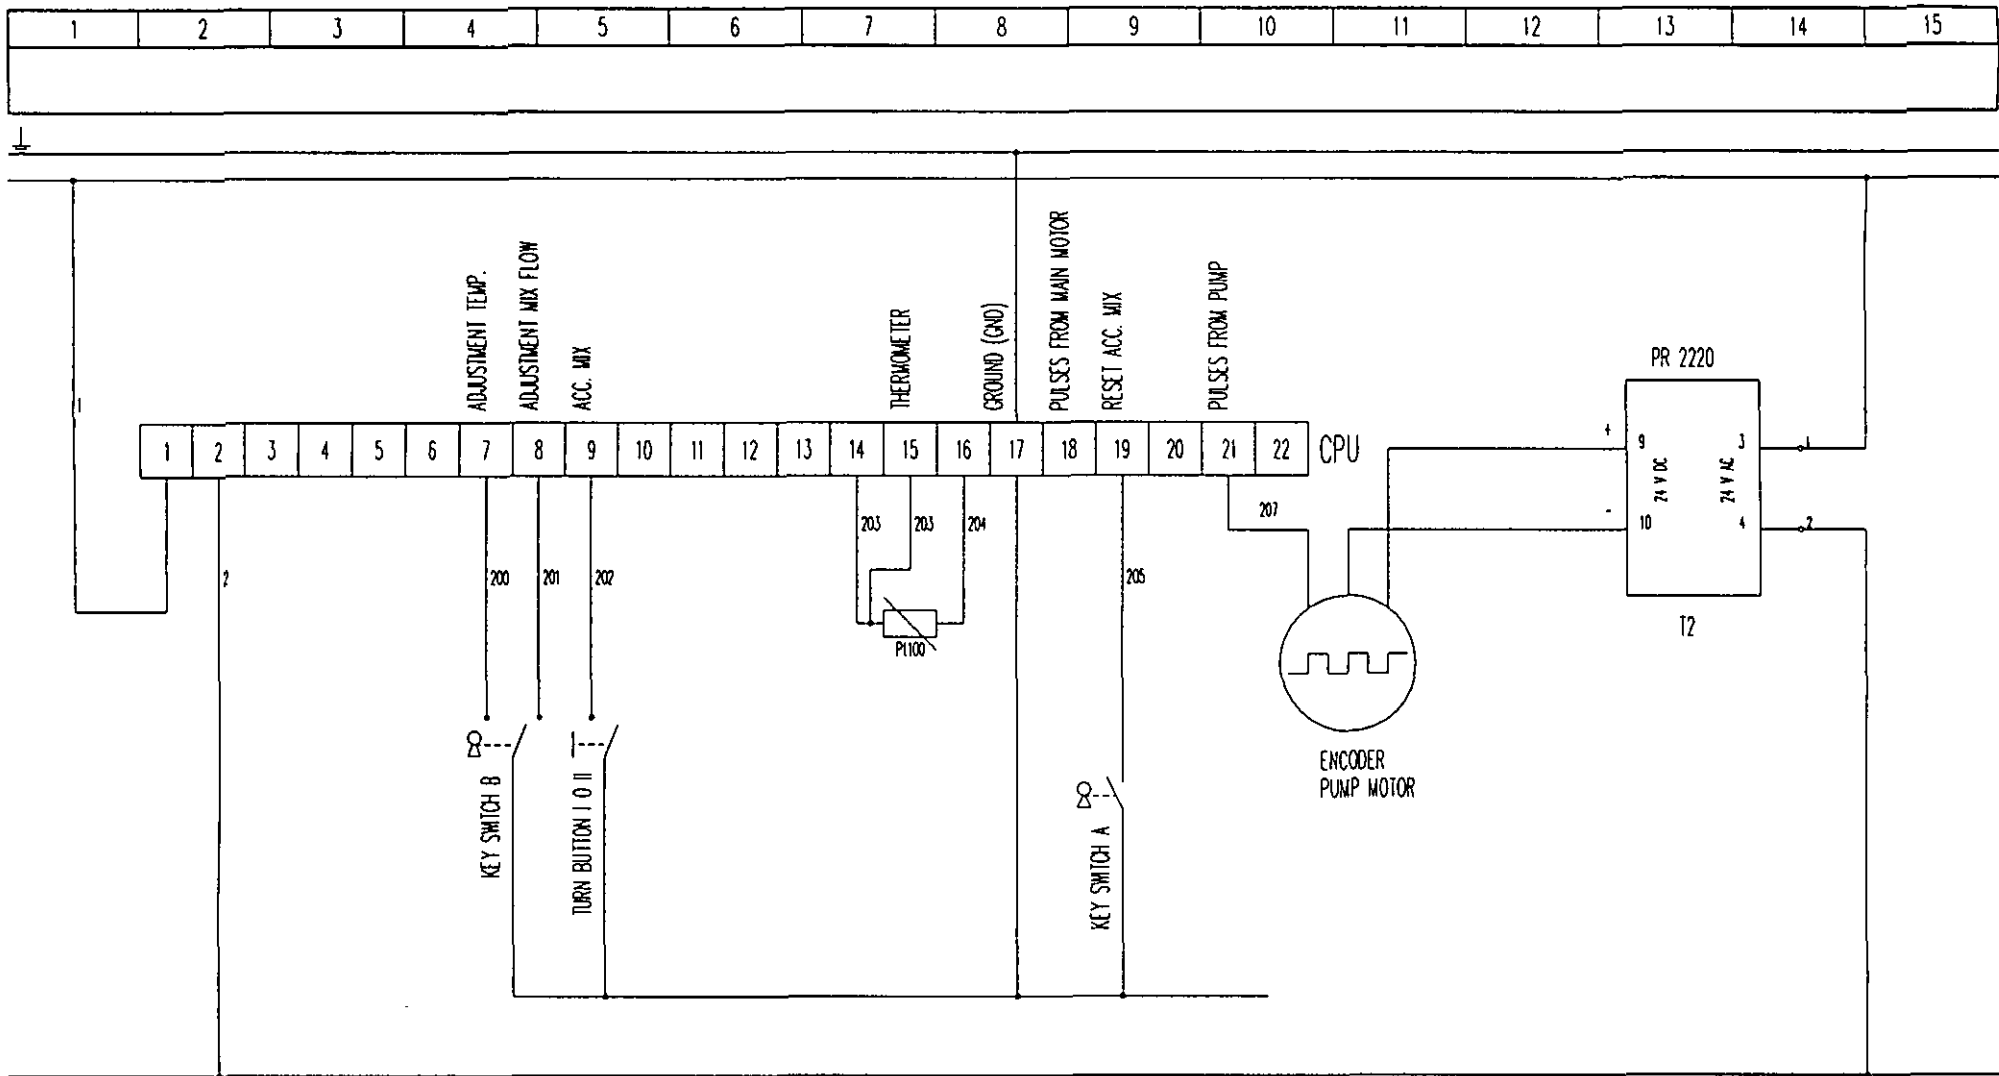 1 2 3 4 5 6 7 8 9 10 11 12 13 14 15
ADJUSTMENT TEMP.
ADJUSTMENT MIX FLOW
ACC. MIX
THERMOMETER
GROUND (GND)
PULSES FROM MAIN MOTOR
RESET ACC. MIX
PULSES FROM PUMP
PR 2220
1
1 2 3 4 5 6 7 8 9 10 11 12 13 14 15 16 17 18 19 20 21 22 CPU
+
9 3
1
24 V DC
24 V AC
-
10 4
2
T2
203 203 204
207
2
200 201 202
205
Pt100
KEY SWITCH B
TURN BUTTON I O II
KEY SWITCH A
ENCODER
PUMP MOTOR